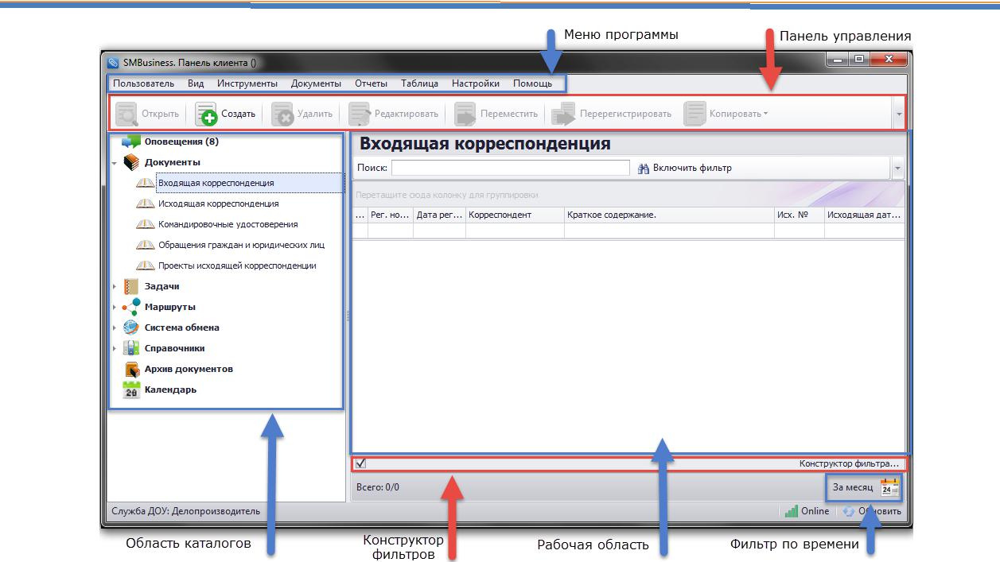 Меню программы
Панель управления
SMBusiness. Панель клиента ()
Пользователь Вид Инструменты Документы Отчеты Таблица Настройки Помощь
Открыть Создать Удалить Редактировать Переместить Перерегистрировать Копировать
Оповещения (8)
Документы
Входящая корреспонденция
Исходящая корреспонденция
Командировочные удостоверения
Обращения граждан и юридических лиц
Проекты исходящей корреспонденции
Задачи
Маршруты
Система обмена
Справочники
Архив документов
Календарь
Входящая корреспонденция
Поиск: Включить фильтр
Перетащите сюда колонку для группировки
... Рег. но... Дата рег... Корреспондент Краткое содержание. Исх. № Исходящая дат...
Конструктор фильтра...
Всего: 0/0
За месяц
Служба ДОУ: Делопроизводитель
Online Обновить
Область каталогов
Конструктор
фильтров
Рабочая область
Фильтр по времени